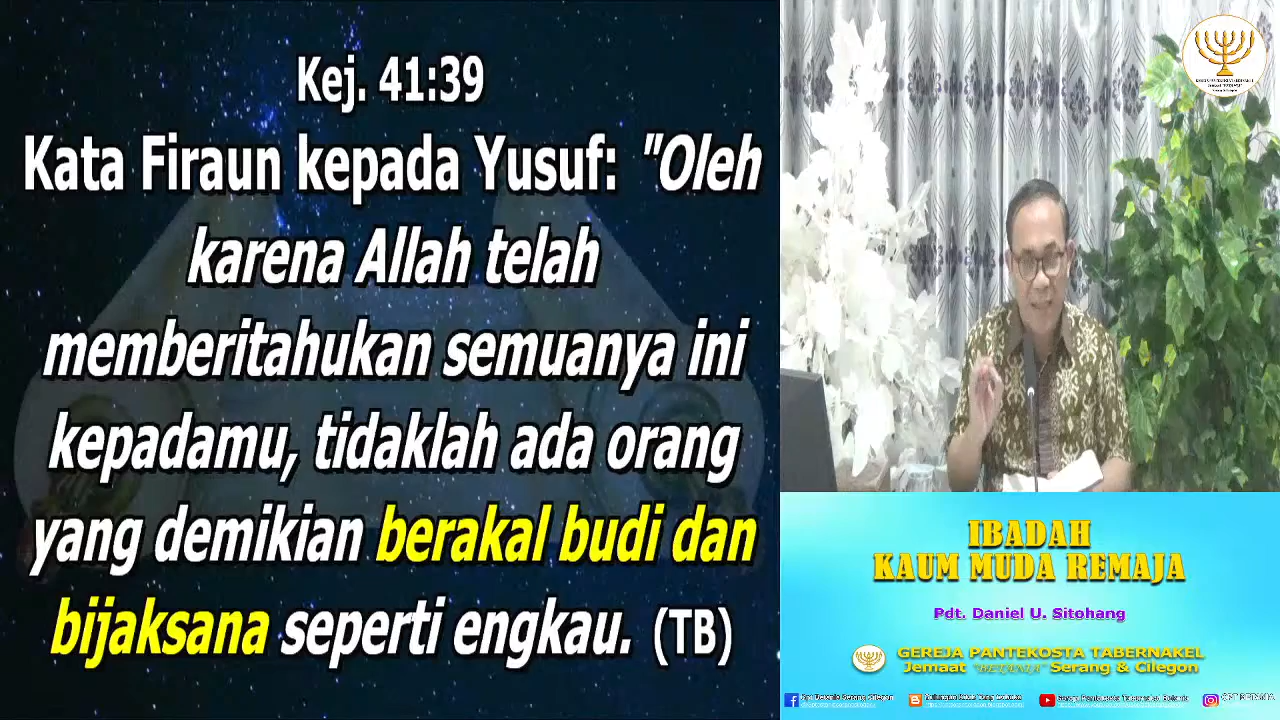 Kej. 41:39
Kata Firaun kepada Yusuf: "Oleh
karena Allah telah
memberitahukan semuanya ini
kepadamu, tidaklah ada orang
yang demikian berakal budi dan
bijaksana seperti engkau. (TB)
IBADAH
KAUM MUDA REMAJA
Pdt. Daniel U. Sitohang
GEREJA PANTEKOSTA TABERNAKEL
Jemaat "BETANIA" Serang & Cilegon